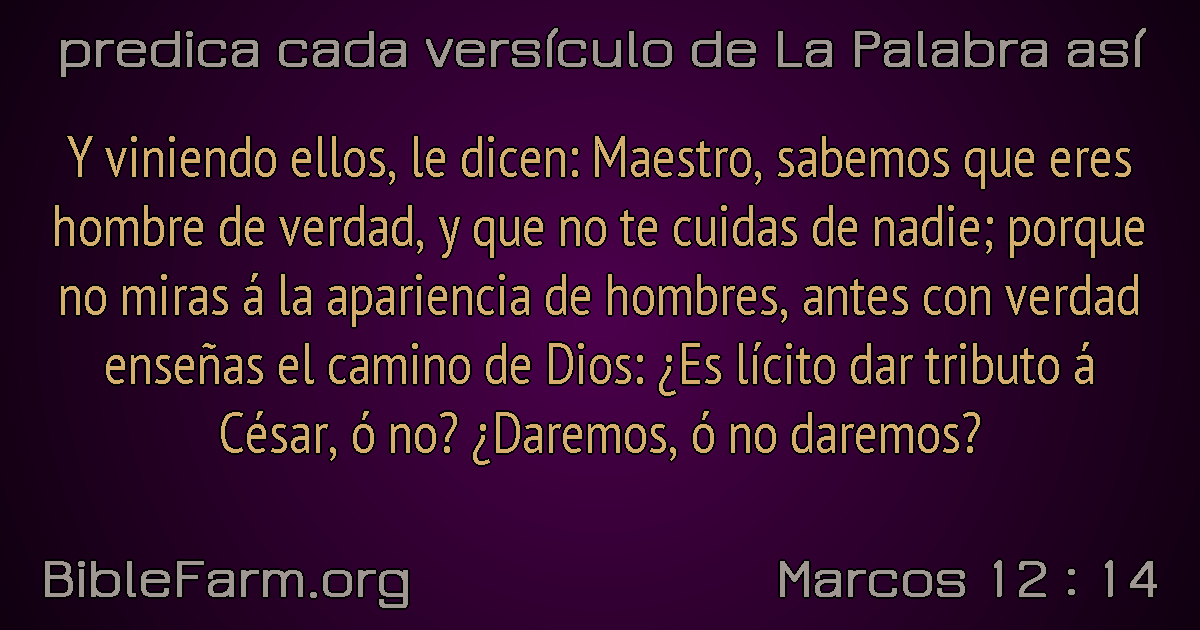 predica cada versículo de La Palabra así
Y viniendo ellos, le dicen: Maestro, sabemos que eres
hombre de verdad, y que no te cuidas de nadie; porque
no miras á la apariencia de hombres, antes con verdad
enseñas el camino de Dios: ¿Es lícito dar tributo á
César, ó no? ¿Daremos, ó no daremos?
BibleFarm.org
Marcos 12 : 14